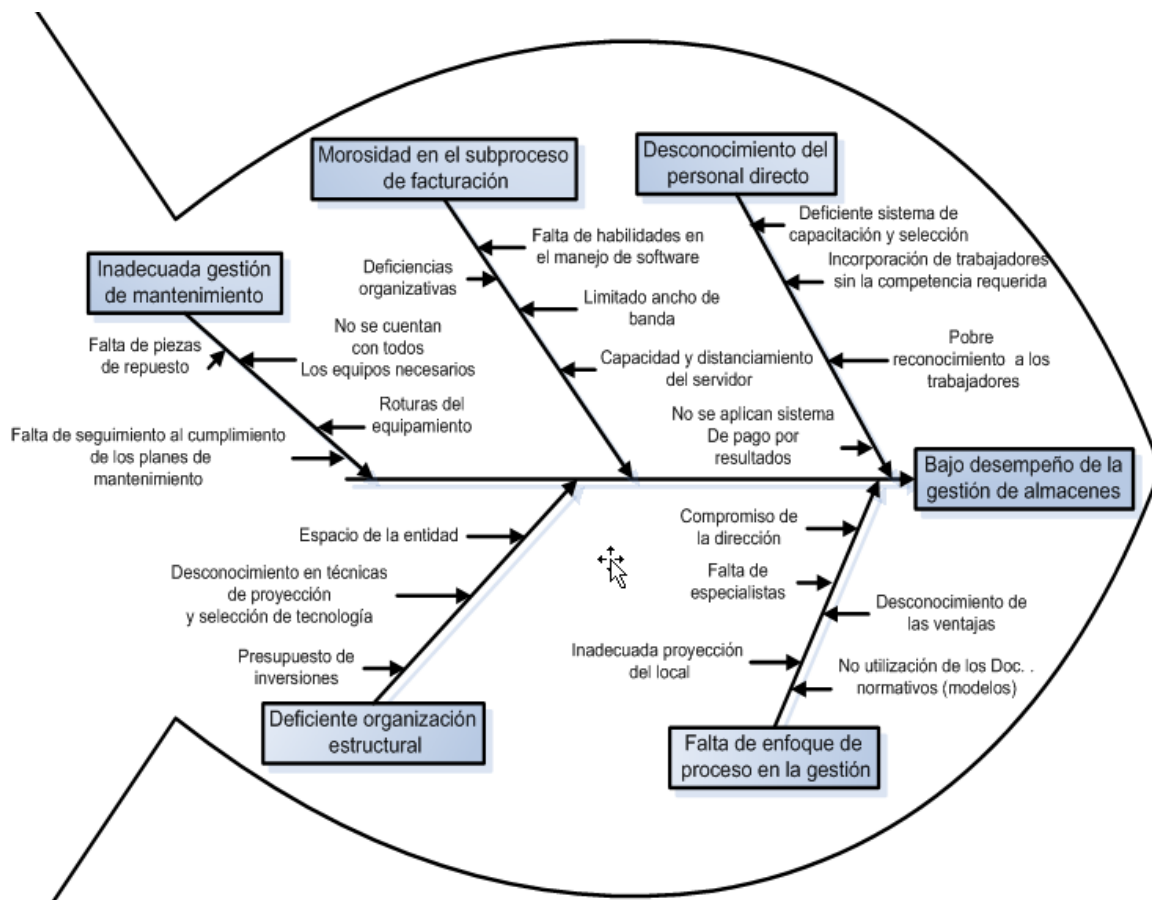 Morosidad en el subproceso
de facturación
Desconocimiento del
personal directo
Inadecuada gestión
de mantenimiento
Falta de piezas
de repuesto
No se cuentan
con todos
Los equipos necesarios
Roturas del
equipamiento
Falta de seguimiento al cumplimiento
de los planes de
mantenimiento
Falta de habilidades en
el manejo de software
Deficiencias
organizativas
Limitado ancho de
banda
Capacidad y distanciamiento
del servidor
Deficiente sistema de
capacitación y selección
Incorporación de trabajadores
sin la competencia requerida
Pobre
reconocimiento a los
trabajadores
No se aplican sistema
De pago por
resultados
Bajo desempeño de la
gestión de almacenes
Espacio de la entidad
Desconocimiento en técnicas
de proyección
y selección de tecnología
Presupuesto de
inversiones
Deficiente organización
estructural
Compromiso de
la dirección
Falta de
especialistas
Desconocimiento de
las ventajas
Inadecuada proyección
del local
No utilización de los Doc. .
normativos (modelos)
Falta de enfoque de
proceso en la gestión